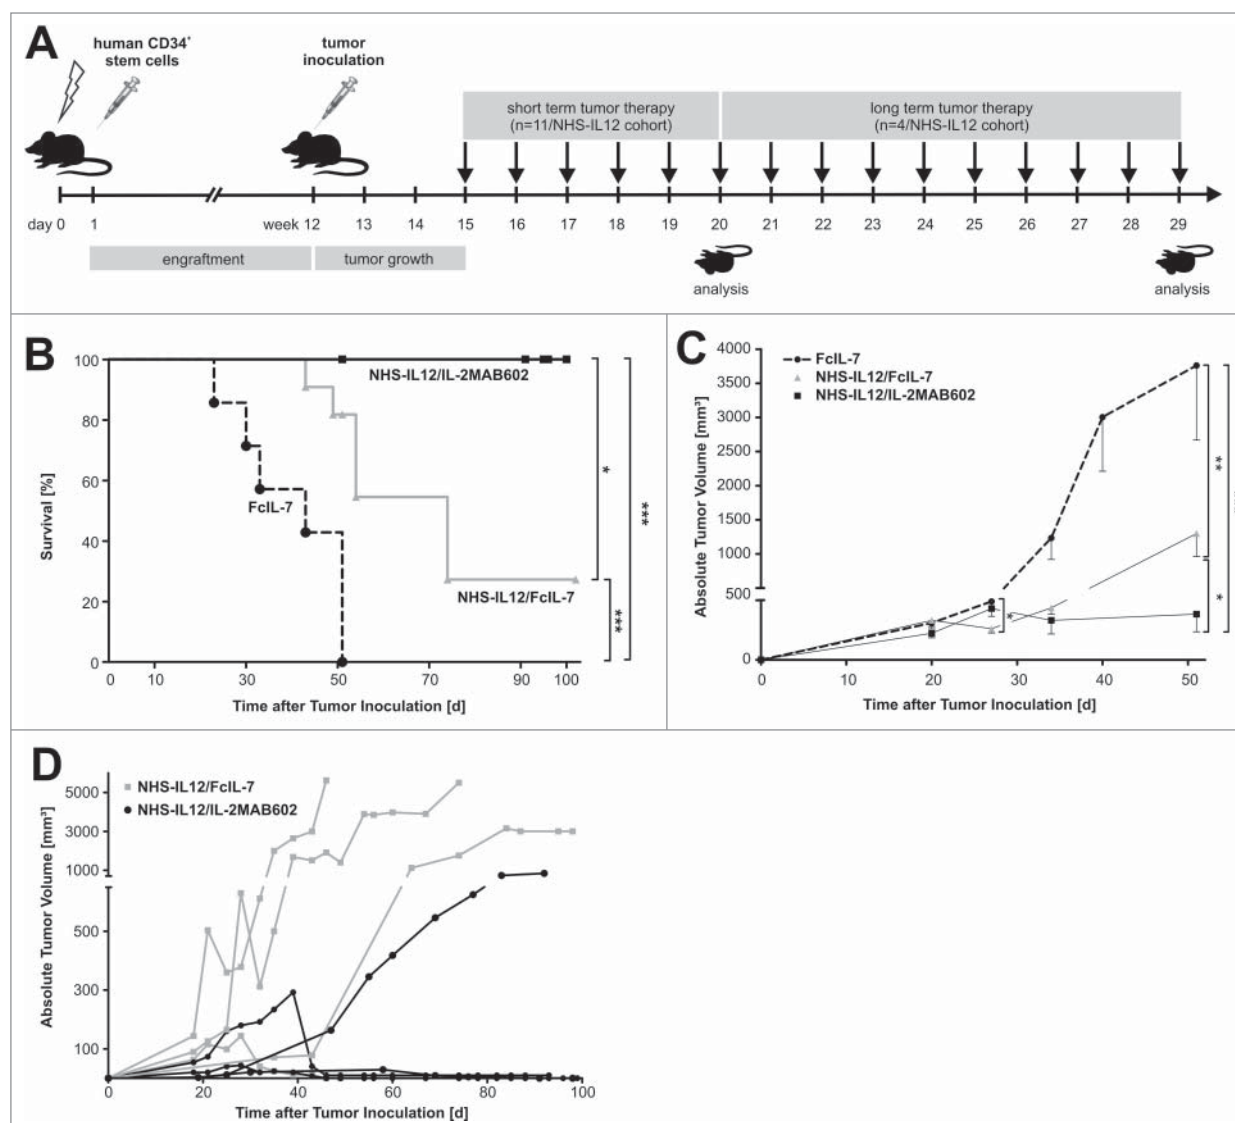 A
human CD34+
stem cells
tumor
inoculation
short term tumor therapy
(n=11/NHS-IL12 cohort)
long term tumor therapy
(n=4/NHS-IL12 cohort)
day 0 1 week 12 13 14 15 16 17 18 19 20 21 22 23 24 25 26 27 28 29
engraftment
tumor growth
analysis
analysis
B
100
80
60
40
20
0
Survival [%]
NHS-IL12/IL-2MAB602
FcIL-7
NHS-IL12/FcIL-7
*
***
***
0 10 30 50 70 90 100
Time after Tumor Inoculation [d]
C
FcIL-7
NHS-IL12/FcIL-7
NHS-IL12/IL-2MAB602
4000
3500
3000
2500
2000
1500
1000
500
0
Absolute Tumor Volume [mm³]
*
**
*
0 10 20 30 40 50
Time after Tumor Inoculation [d]
D
NHS-IL12/FcIL-7
NHS-IL12/IL-2MAB602
5000
3000
1000
500
300
100
0
Absolute Tumor Volume [mm³]
0 20 40 60 80 100
Time after Tumor Inoculation [d]